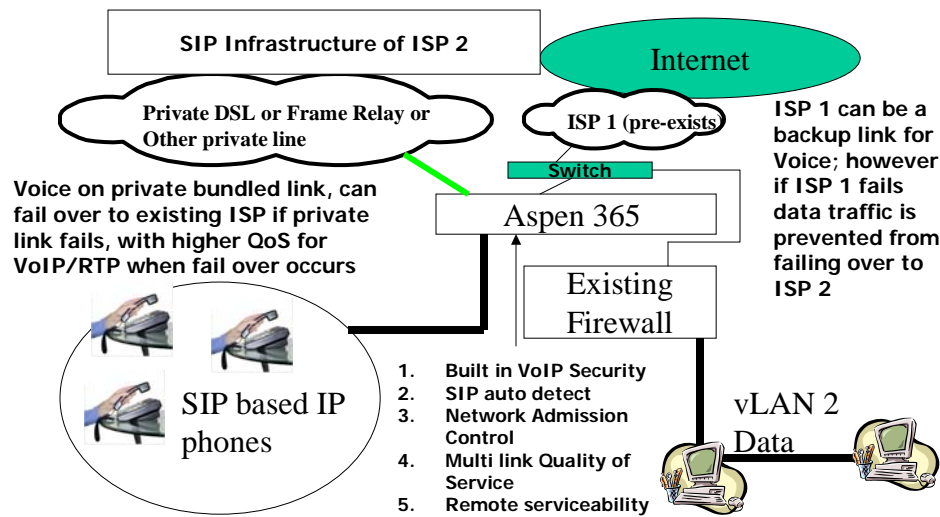 SIP Infrastructure of ISP 2
Internet
Private DSL or Frame Relay or
Other private line
ISP 1 (pre-exists)
ISP 1 can be a
backup link for
Voice; however
if ISP 1 fails
data traffic is
prevented from
failing over to
ISP 2
Switch
Voice on private bundled link, can
fail over to existing ISP if private
link fails, with higher QoS for
VoIP/RTP when fail over occurs
Aspen 365
Existing
Firewall
SIP based IP
phones
1. Built in VoIP Security
2. SIP auto detect
3. Network Admission
Control
4. Multi link Quality of
Service
5. Remote serviceability
vLAN 2
Data